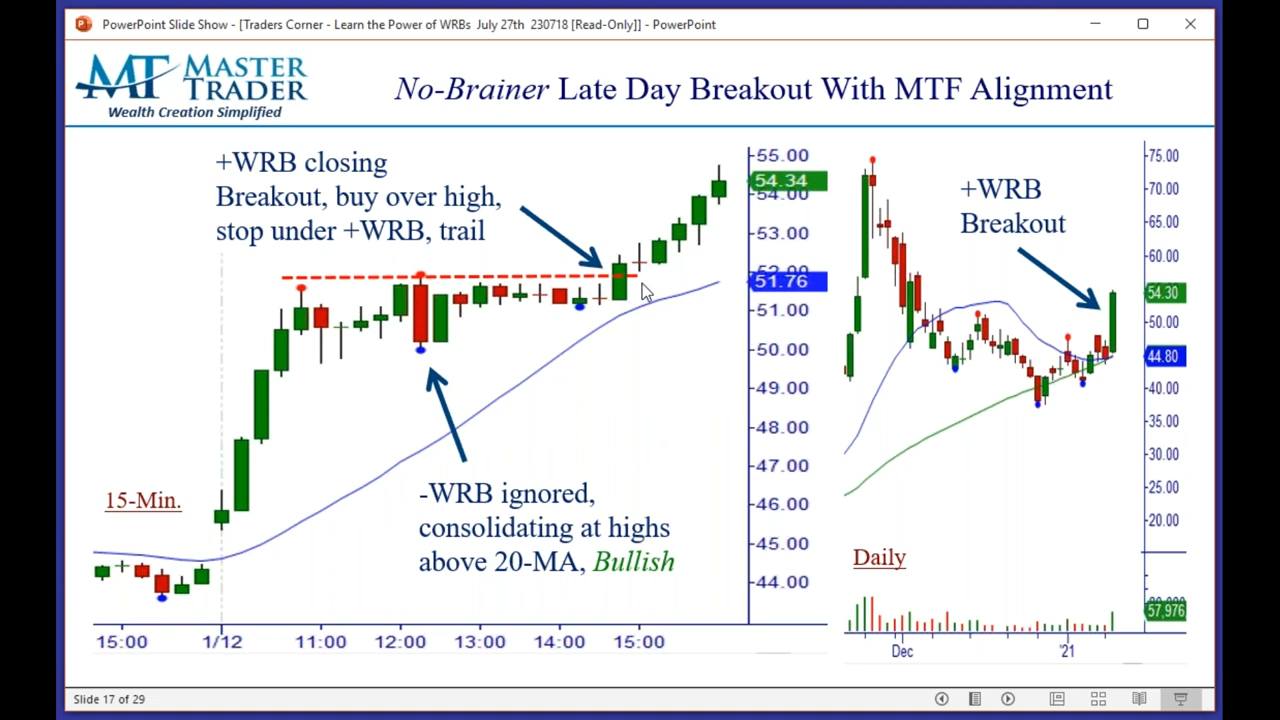 PowerPoint Slide Show - [Traders Corner - Learn the Power of WRBs July 27th 230718 [Read-Only]] - PowerPoint
MASTER
MT TRADER
Wealth Creation Simplified
No-Brainer Late Day Breakout With MTF Alignment
+WRB closing
Breakout, buy over high,
stop under +WRB, trail
55.00
54.34
54.00
53.00
52.00
51.76
51.00
50.00
49.00
48.00
47.00
46.00
45.00
44.00
15-Min.
-WRB ignored,
consolidating at highs
above 20-MA, Bullish
15:00 1/12 11:00 12:00 13:00 14:00 15:00
+WRB
Breakout
75.00
70.00
65.00
60.00
54.30
50.00
44.80
40.00
35.00
30.00
25.00
20.00
Daily
57,976
Dec '21
Slide 17 of 29